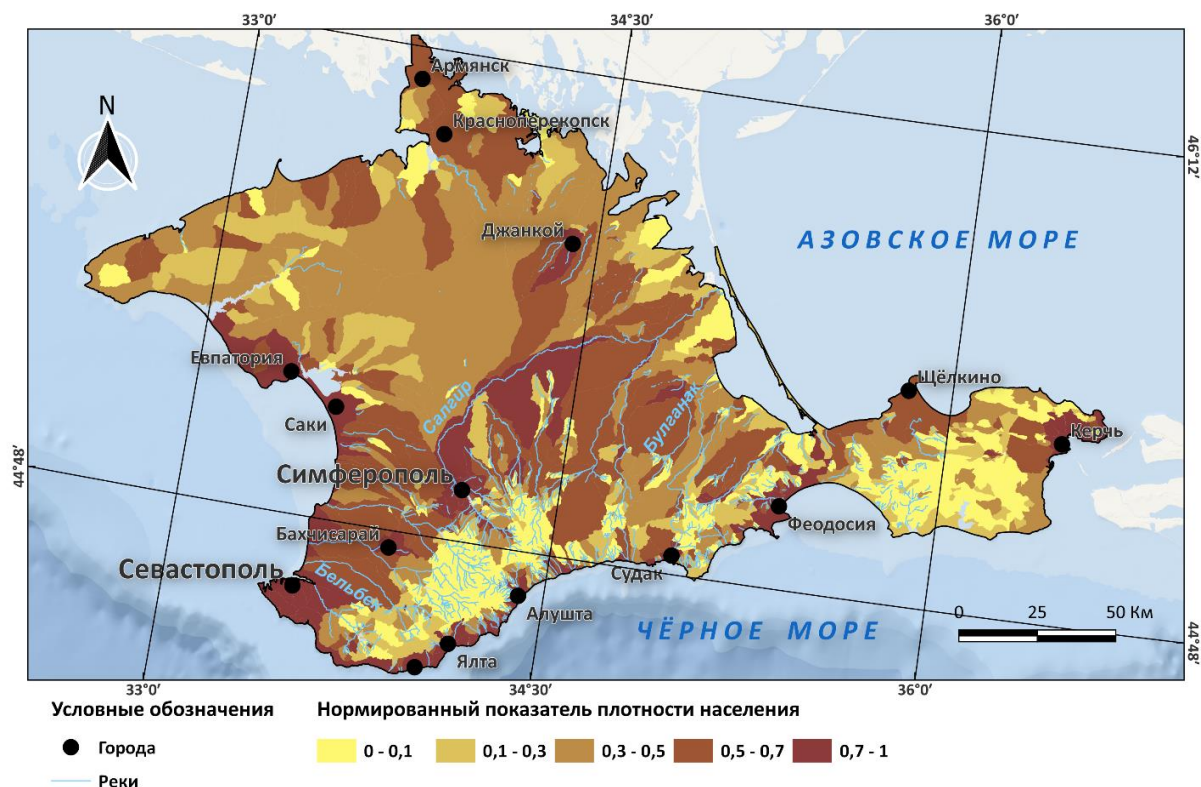 33°0’
34°30’
36°0’
N
46°12’
Армянск
Красноперекопск
Джанкой
АЗОВСКОЕ МОРЕ
Евпатория
Щёлкино
Саки
Салгир
Булганак
Керчь
44°48’
Симферополь
Феодосия
Бахчисарай
Севастополь
Бельбек
Судак
Алушта
0 25 50 Км
ЧЁРНОЕ МОРЕ
Ялта
44°48’
33°0’
34°30’
36°0’
Условные обозначения
Города
Реки
Нормированный показатель плотности населения
0 - 0,1
0,1 - 0,3
0,3 - 0,5
0,5 - 0,7
0,7 - 1